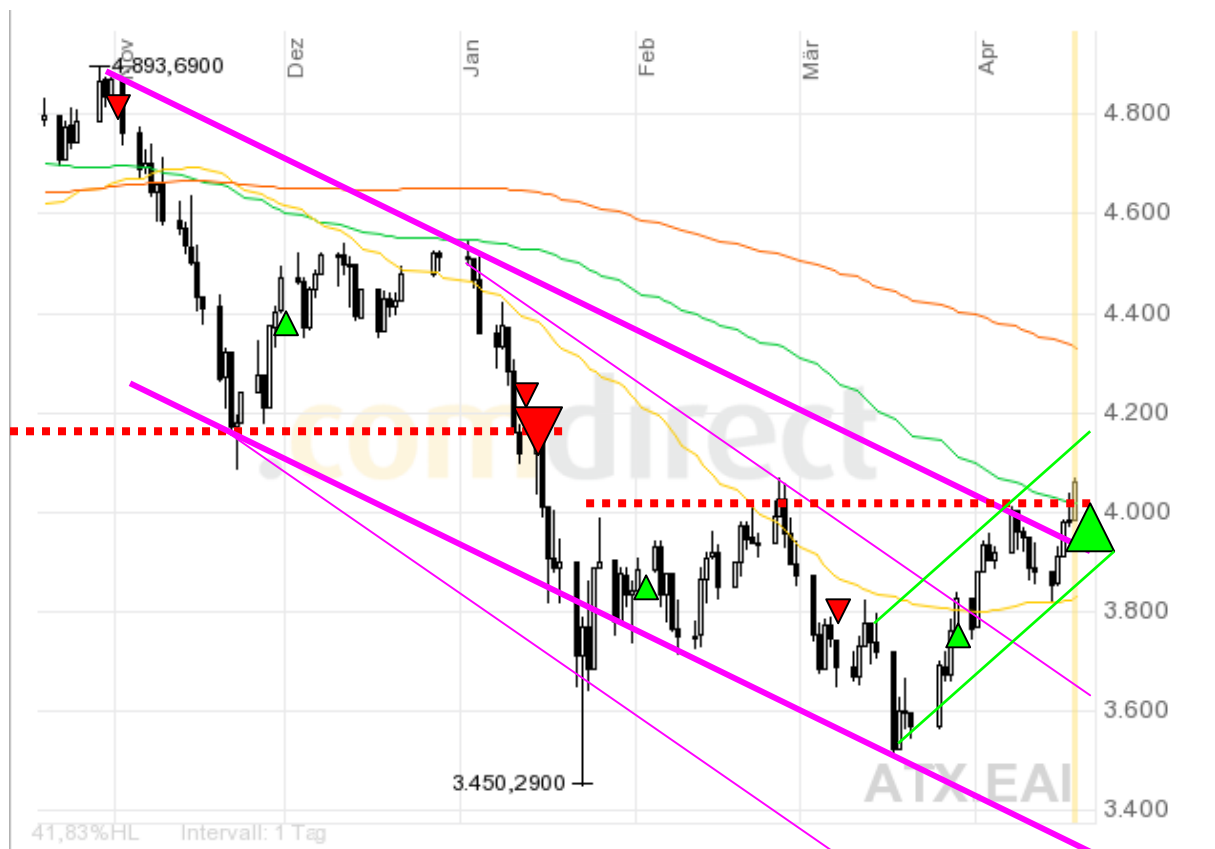 Nov
Dez
Jan
Feb
Mär
Apr
4.893,6900
4.800
4.600
4.400
4.200
.comdirect
4.000
3.800
3.600
3.450,2900
ATX.EAI
3.400
41,83%HL Intervall: 1 Tag